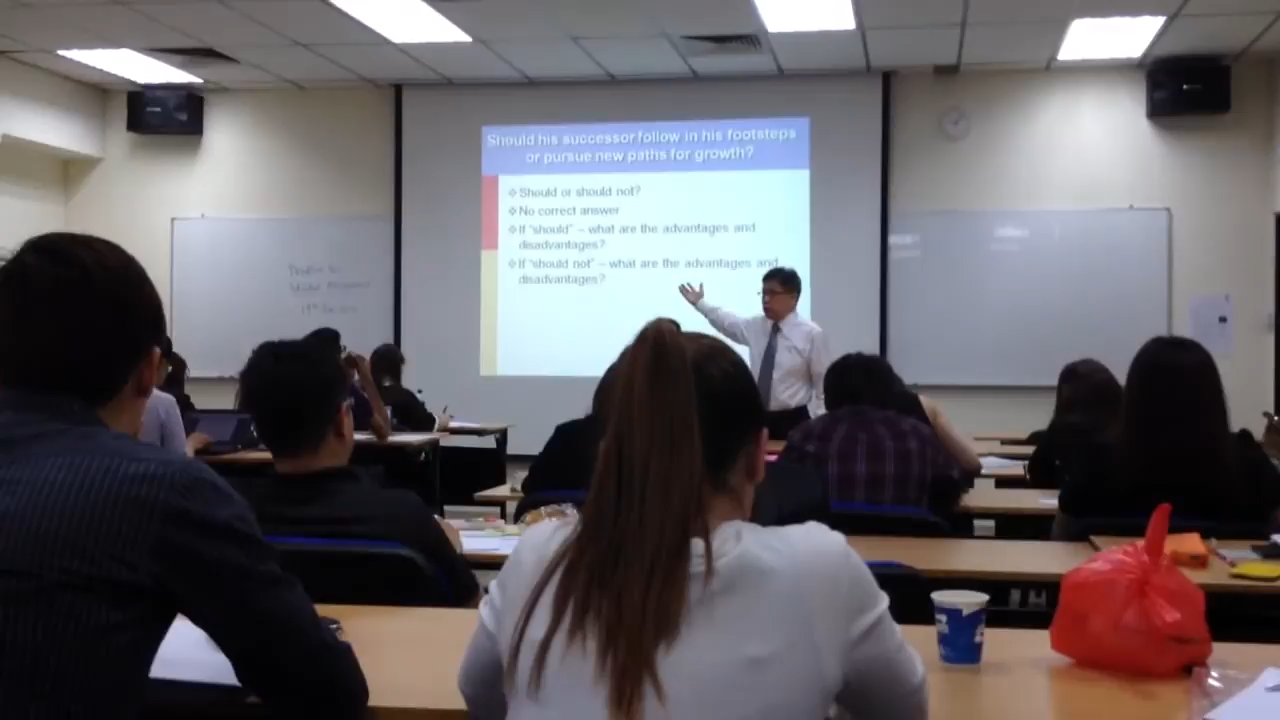 Should his successor follow in his footsteps
or pursue new paths for growth?
❖Should or should not?
❖No correct answer
❖If "should" – what are the advantages and
disadvantages?
❖If "should not" – what are the advantages and
disadvantages?